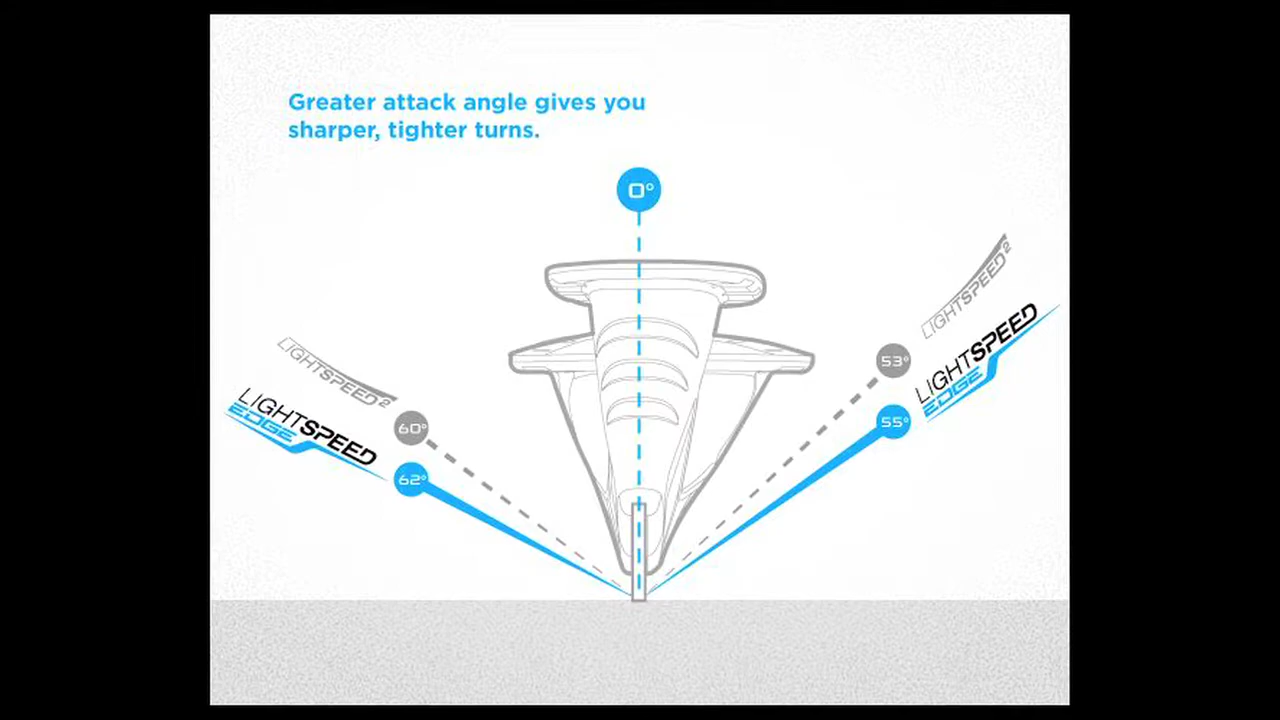 Greater attack angle gives you
sharper, tighter turns.
0°
LIGHTSPEED2
53°
LIGHTSPEED
EDGE
55°
LIGHTSPEED2
60°
LIGHTSPEED
EDGE
62°